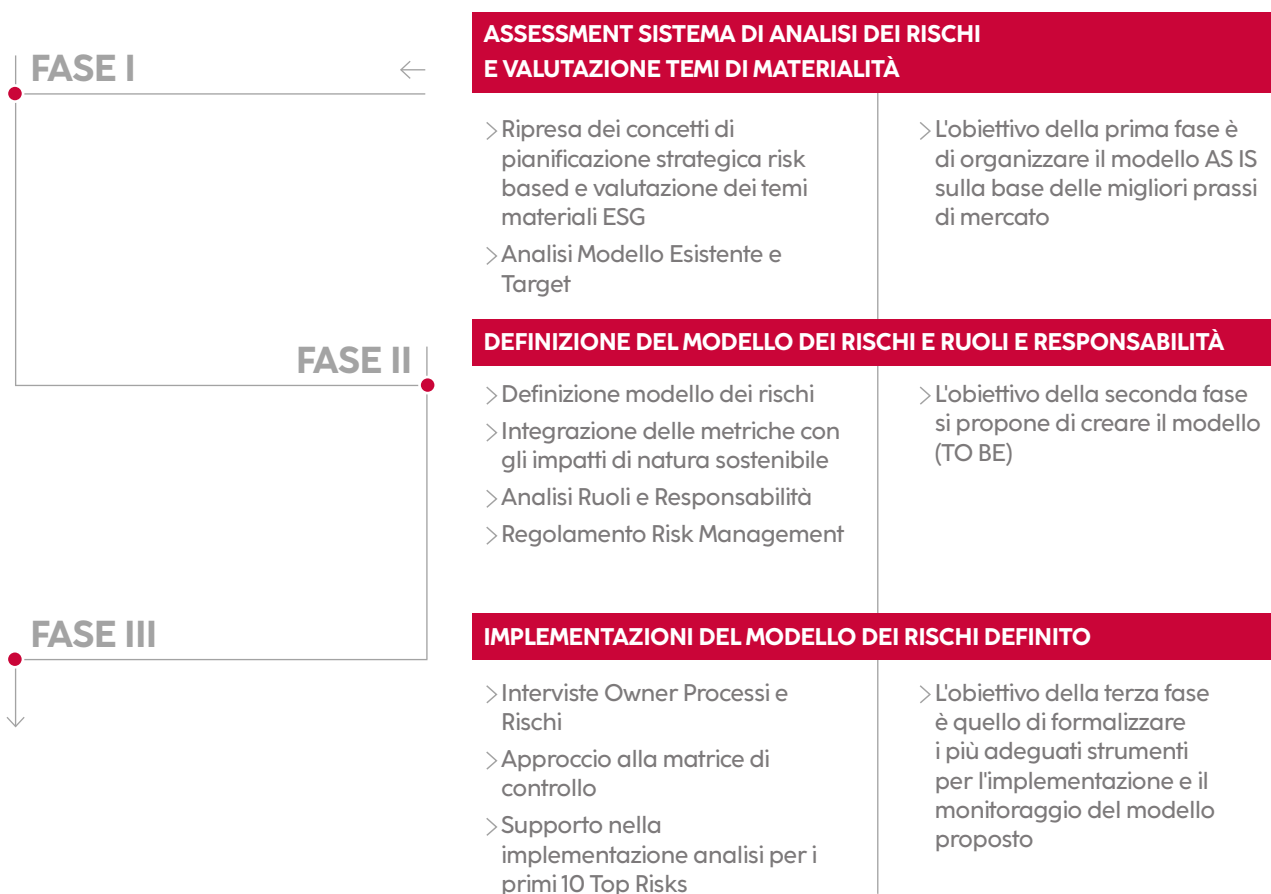 FASE I
ASSESSMENT SISTEMA DI ANALISI DEI RISCHI
E VALUTAZIONE TEMI DI MATERIALITÀ
Ripresa dei concetti di
pianificazione strategica risk
based e valutazione dei temi
materiali ESG
Analisi Modello Esistente e
Target
L'obiettivo della prima fase è
di organizzare il modello AS IS
sulla base delle migliori prassi
di mercato
FASE II
DEFINIZIONE DEL MODELLO DEI RISCHI E RUOLI E RESPONSABILITÀ
Definizione modello dei rischi
Integrazione delle metriche con
gli impatti di natura sostenibile
Analisi Ruoli e Responsabilità
Regolamento Risk Management
L'obiettivo della seconda fase
si propone di creare il modello
(TO BE)
FASE III
IMPLEMENTAZIONI DEL MODELLO DEI RISCHI DEFINITO
Interviste Owner Processi e
Rischi
Approccio alla matrice di
controllo
Supporto nella
implementazione analisi per i
primi 10 Top Risks
L'obiettivo della terza fase
è quello di formalizzare
i più adeguati strumenti
per l'implementazione e il
monitoraggio del modello
proposto